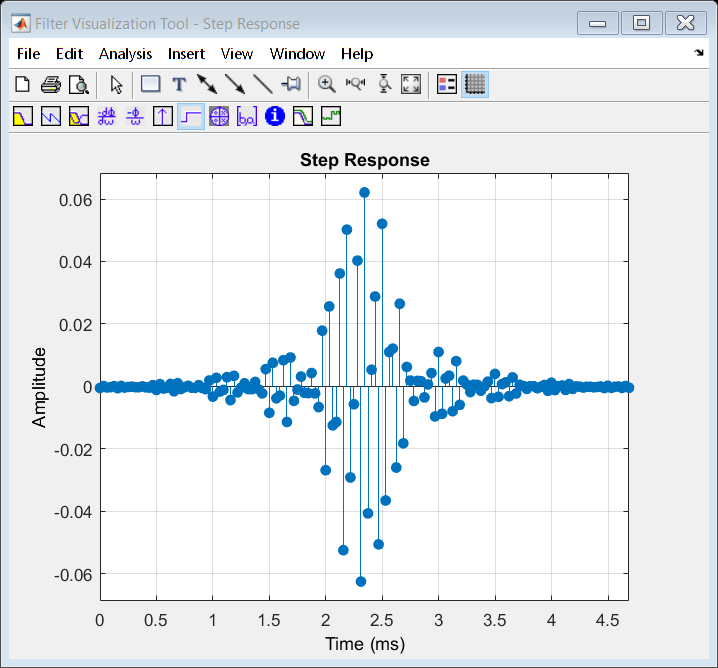 Filter Visualization Tool - Step Response
File Edit Analysis Insert View Window Help
Step Response
0.06
0.04
0.02
0
-0.02
-0.04
-0.06
Amplitude
0 0.5 1 1.5 2 2.5 3 3.5 4 4.5
Time (ms)